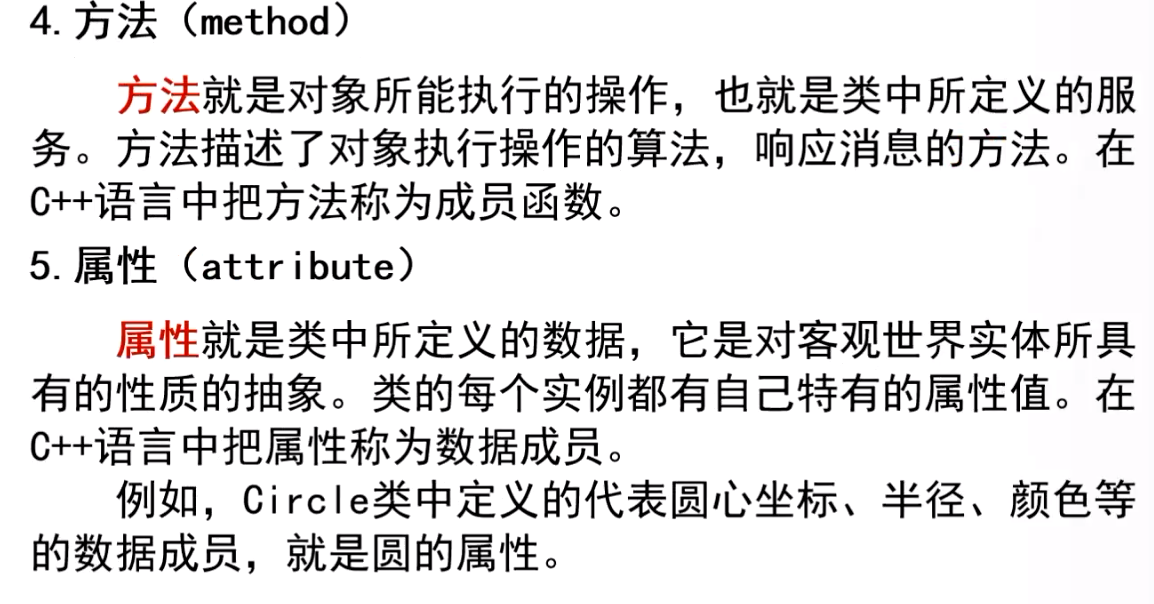 4. 方法（method）
方法就是对象所能执行的操作，也就是类中所定义的服
务。方法描述了对象执行操作的算法，响应消息的方法。在
C++语言中把方法称为成员函数。
5. 属性（attribute）
属性就是类中所定义的数据，它是对客观世界实体所具
有的性质的抽象。类的每个实例都有自己特有的属性值。在
C++语言中把属性称为数据成员。
例如，Circle类中定义的代表圆心坐标、半径、颜色等
的数据成员，就是圆的属性。